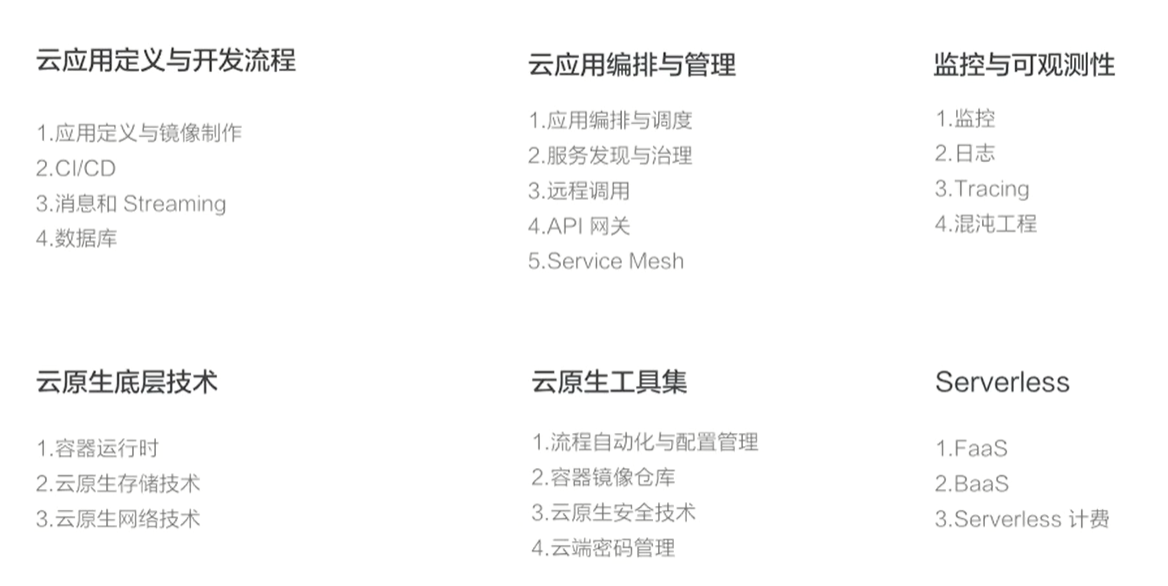 云应用定义与开发流程
1.应用定义与镜像制作
2.CI/CD
3.消息和 Streaming
4.数据库
云应用编排与管理
1.应用编排与调度
2.服务发现与治理
3.远程调用
4.API 网关
5.Service Mesh
监控与可观测性
1.监控
2.日志
3.Tracing
4.混沌工程
云原生底层技术
1.容器运行时
2.云原生存储技术
3.云原生网络技术
云原生工具集
1.流程自动化与配置管理
2.容器镜像仓库
3.云原生安全技术
4.云端密码管理
Serverless
1.FaaS
2.BaaS
3.Serverless 计费